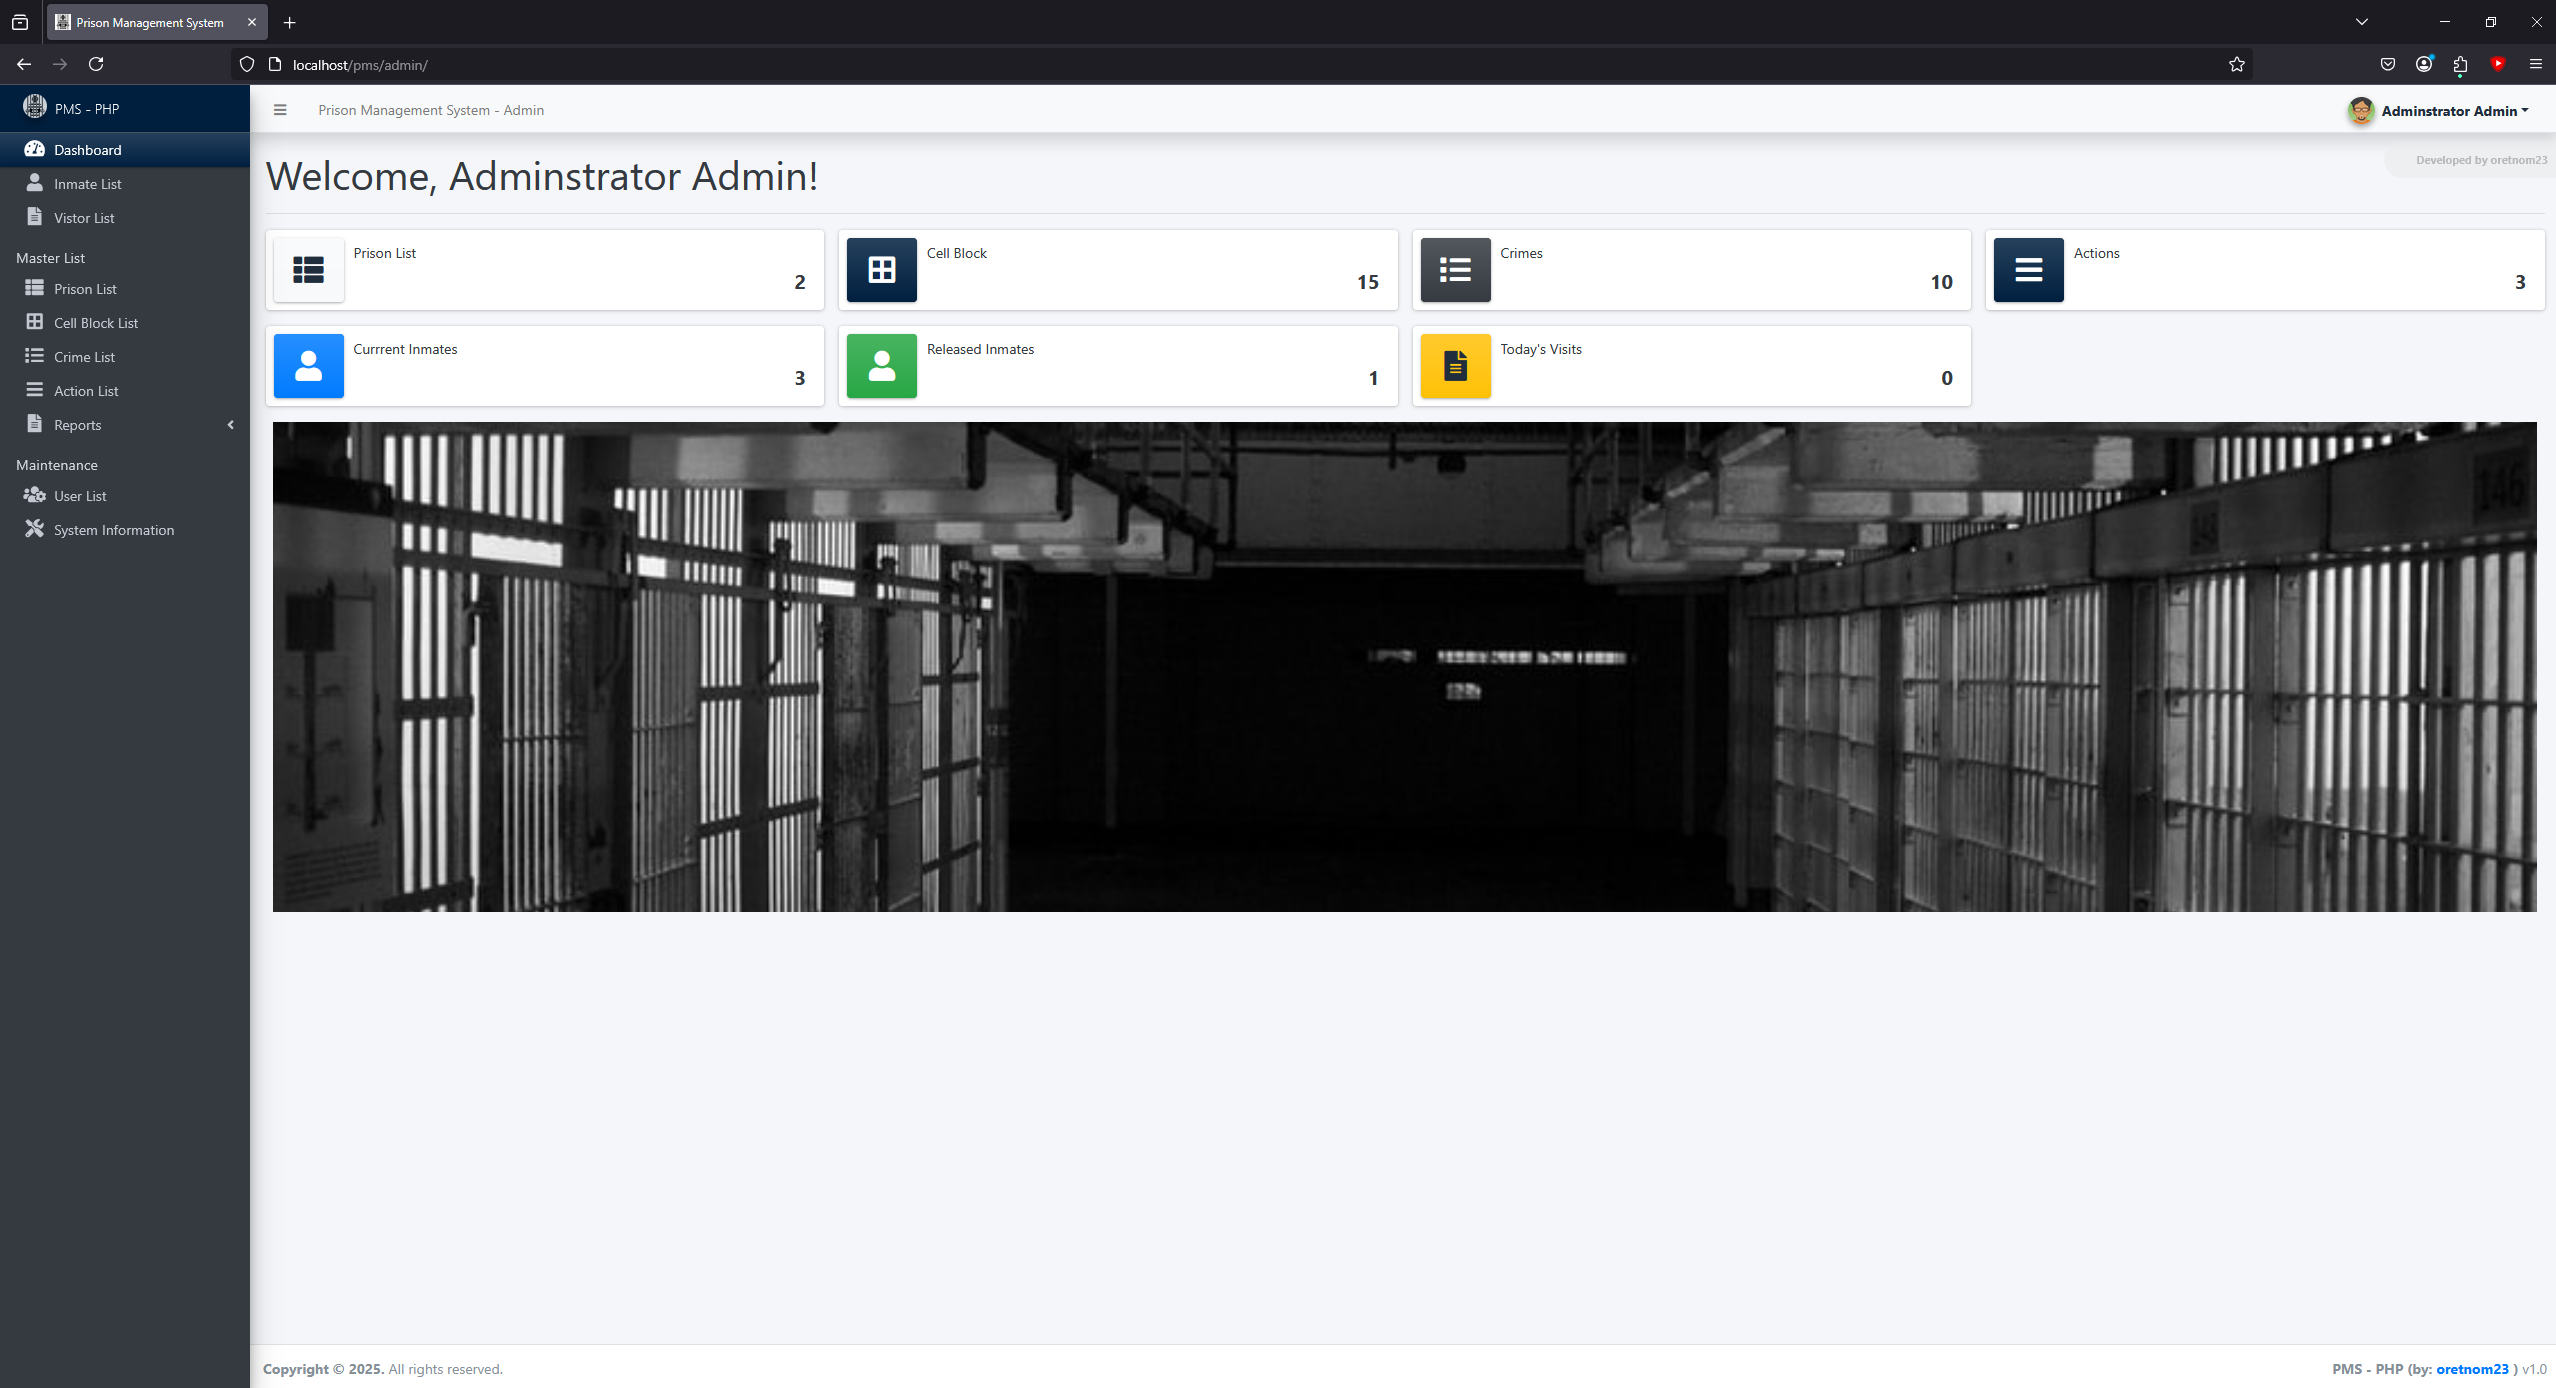 Prison Management System
localhost/pms/admin/
PMS - PHP
Prison Management System - Admin
Adminstrator Admin
Dashboard
Inmate List
Vistor List
Master List
Prison List
Cell Block List
Crime List
Action List
Reports
Maintenance
User List
System Information
Welcome, Adminstrator Admin!
Developed by oretnom23
Prison List
2
Cell Block
15
Crimes
10
Actions
3
Currrent Inmates
3
Released Inmates
1
Today's Visits
0
146
Copyright © 2025. All rights reserved.
PMS - PHP (by: oretnom23 ) v1.0